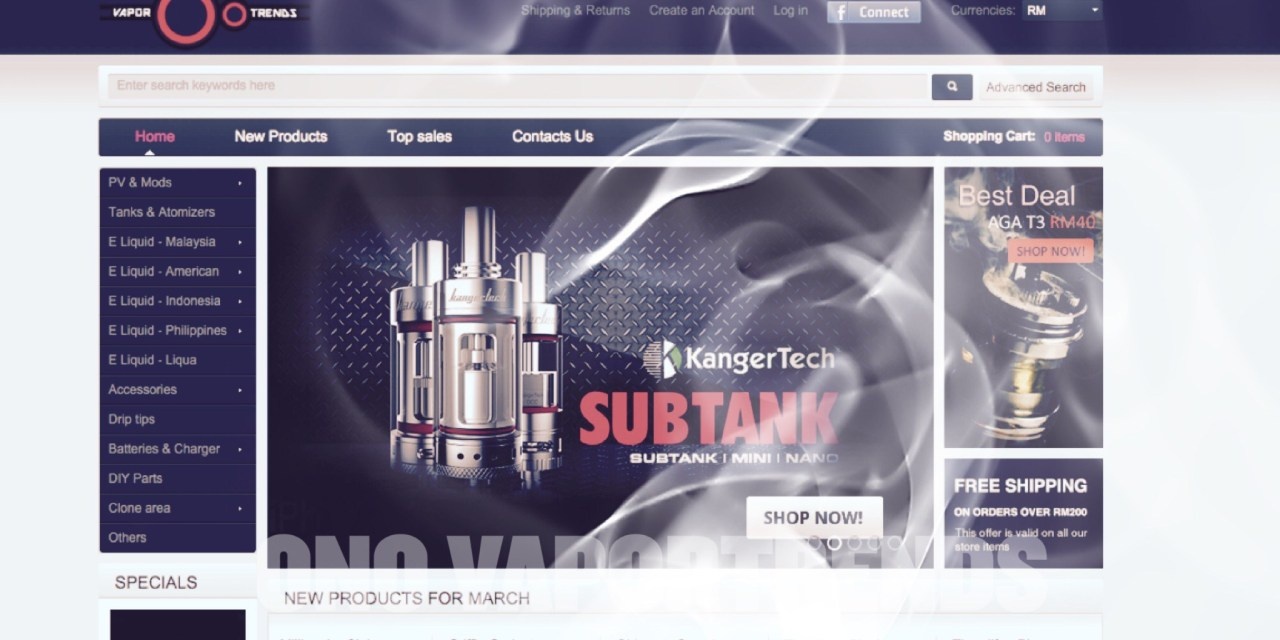 VAPOR TRENDS
Shipping & Returns Create an Account Log in f Connect Currencies: RM
Enter search keywords here
Advanced Search
Home New Products Top sales Contacts Us Shopping Cart: 0 items
PV & Mods
Tanks & Atomizers
E Liquid - Malaysia
E Liquid - American
E Liquid - Indonesia
E Liquid - Philippines
E Liquid - Liqua
Accessories
Drip tips
Batteries & Charger
DIY Parts
Clone area
Others
SPECIALS
kangertech
KangerTech
SUBTANK
SUBTANK | MINI | NANO
SHOP NOW!
Best Deal
AGA T3 RM40
SHOP NOW!
FREE SHIPPING
ON ORDERS OVER RM200
This offer is valid on all our
store items
VAPORTRENDS
NEW PRODUCTS FOR MARCH